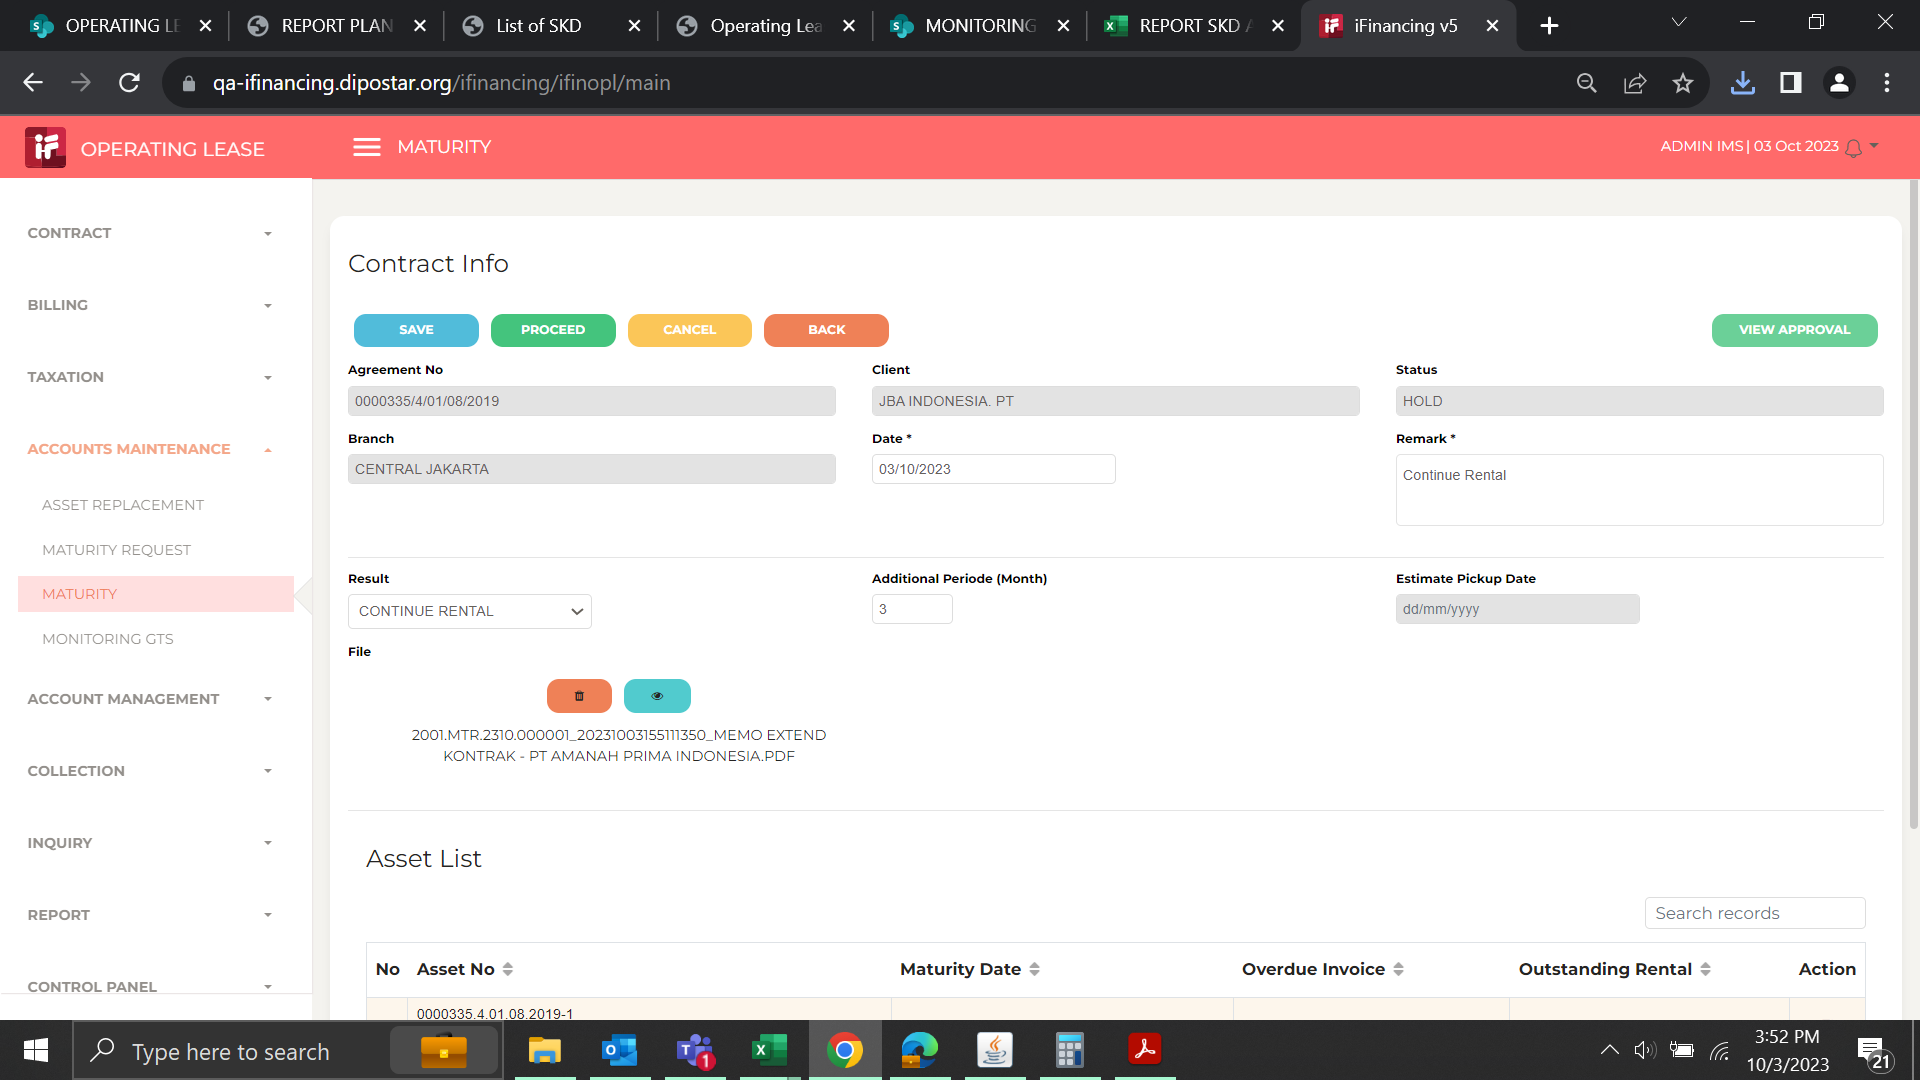 OPERATING LE
REPORT PLAN
List of SKD
Operating Lea
MONITORING
REPORT SKD A
iFinancing v5
qa-ifinancing.dipostar.org/ifinancing/ifinopl/main
iF OPERATING LEASE
MATURITY
ADMIN IMS | 03 Oct 2023
CONTRACT
BILLING
TAXATION
ACCOUNTS MAINTENANCE
ASSET REPLACEMENT
MATURITY REQUEST
MATURITY
MONITORING GTS
ACCOUNT MANAGEMENT
COLLECTION
INQUIRY
REPORT
CONTROL PANEL
Contract Info
SAVE PROCEED CANCEL BACK VIEW APPROVAL
Agreement No Client Status
0000335/4/01/08/2019 JBA INDONESIA. PT HOLD
Branch Date * Remark *
CENTRAL JAKARTA 03/10/2023 Continue Rental
Result Additional Periode (Month) Estimate Pickup Date
CONTINUE RENTAL 3 dd/mm/yyyy
File
2001.MTR.2310.000001_20231003155111350_MEMO EXTEND
KONTRAK - PT AMANAH PRIMA INDONESIA.PDF
Asset List
Search records
No Asset No Maturity Date Overdue Invoice Outstanding Rental Action
0000335.4.01.08.2019-1
Type here to search
1
3:52 PM
10/3/2023
21